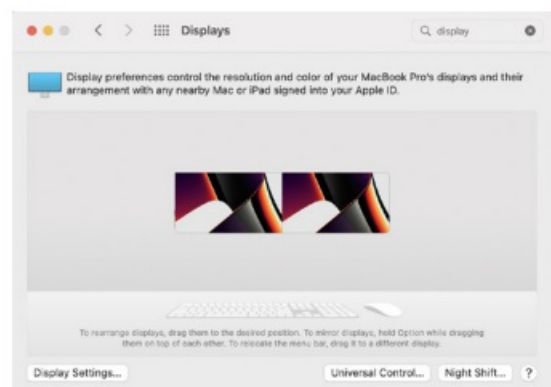 Displays
display
Display preferences control the resolution and color of your MacBook Pro's displays and their
arrangement with any nearby Mac or iPad signed into your Apple ID.
To rearrange displays, drag them to the desired position. To mirror displays, hold Option while dragging
them on top of each other. To relocate the menu bar, drag it to a different display.
Display Settings...
Universal Control...
Night Shift...
?